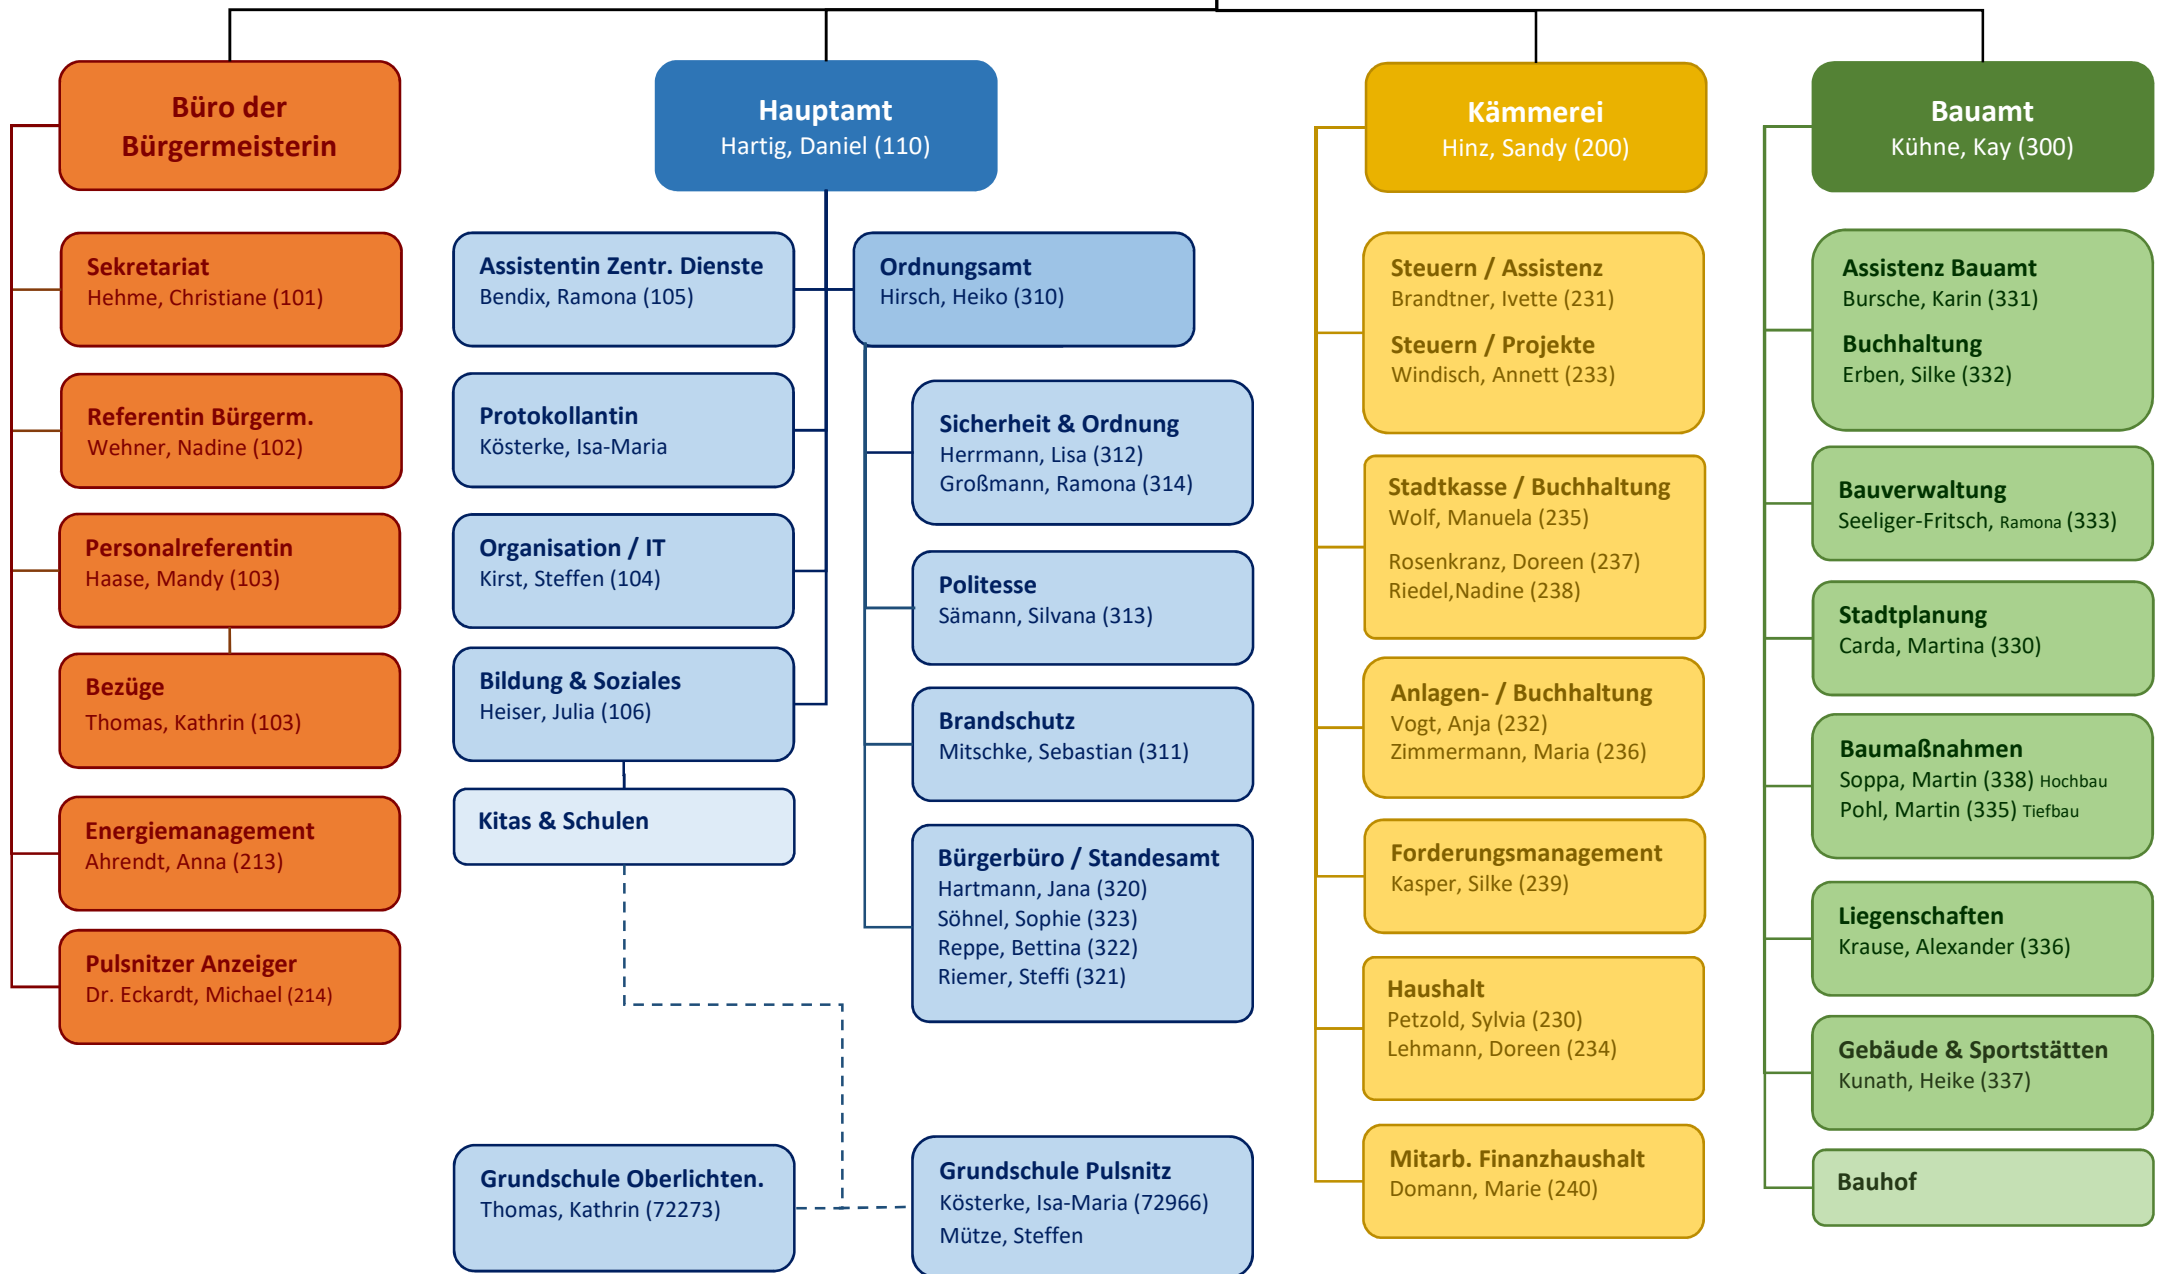 Büro der
Bürgermeisterin
Sekretariat
Hehme, Christiane (101)
Referentin Bürgerm.
Wehner, Nadine (102)
Personalreferentin
Haase, Mandy (103)
Bezüge
Thomas, Kathrin (103)
Energiemanagement
Ahrendt, Anna (213)
Pulsnitzer Anzeiger
Dr. Eckardt, Michael (214)
Hauptamt
Hartig, Daniel (110)
Assistentin Zentr. Dienste
Bendix, Ramona (105)
Protokollantin
Kösterke, Isa-Maria
Organisation / IT
Kirst, Steffen (104)
Bildung & Soziales
Heiser, Julia (106)
Kitas & Schulen
Grundschule Oberlichten.
Thomas, Kathrin (72273)
Ordnungsamt
Hirsch, Heiko (310)
Sicherheit & Ordnung
Herrmann, Lisa (312)
Großmann, Ramona (314)
Politesse
Sämann, Silvana (313)
Brandschutz
Mitschke, Sebastian (311)
Bürgerbüro / Standesamt
Hartmann, Jana (320)
Söhnel, Sophie (323)
Reppe, Bettina (322)
Riemer, Steffi (321)
Grundschule Pulsnitz
Kösterke, Isa-Maria (72966)
Mütze, Steffen
Kämmerei
Hinz, Sandy (200)
Steuern / Assistenz
Brandtner, Ivette (231)
Steuern / Projekte
Windisch, Annett (233)
Stadtkasse / Buchhaltung
Wolf, Manuela (235)
Rosenkranz, Doreen (237)
Riedel,Nadine (238)
Anlagen- / Buchhaltung
Vogt, Anja (232)
Zimmermann, Maria (236)
Forderungsmanagement
Kasper, Silke (239)
Haushalt
Petzold, Sylvia (230)
Lehmann, Doreen (234)
Mitarb. Finanzhaushalt
Domann, Marie (240)
Bauamt
Kühne, Kay (300)
Assistenz Bauamt
Bursche, Karin (331)
Buchhaltung
Erben, Silke (332)
Bauverwaltung
Seeliger-Fritsch, Ramona (333)
Stadtplanung
Carda, Martina (330)
Baumaßnahmen
Soppa, Martin (338) Hochbau
Pohl, Martin (335) Tiefbau
Liegenschaften
Krause, Alexander (336)
Gebäude & Sportstätten
Kunath, Heike (337)
Bauhof